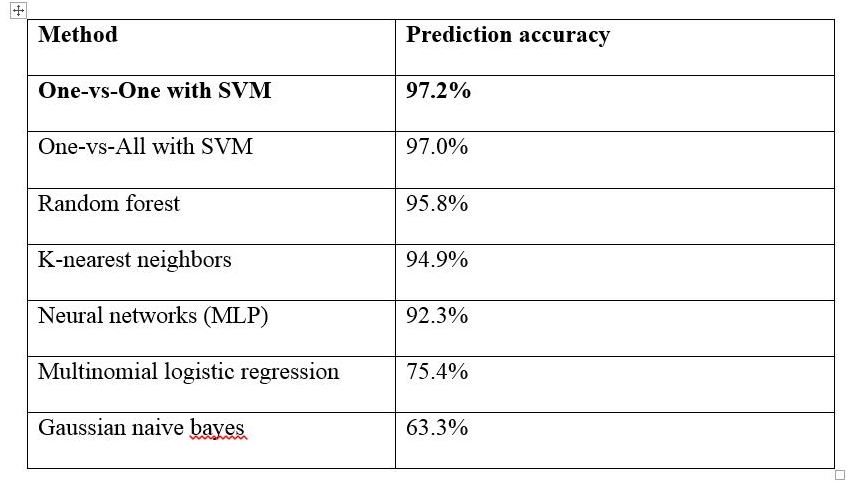 Method Prediction accuracy
One-vs-One with SVM 97.2%
One-vs-All with SVM 97.0%
Random forest 95.8%
K-nearest neighbors 94.9%
Neural networks (MLP) 92.3%
Multinomial logistic regression 75.4%
Gaussian naive bayes 63.3%